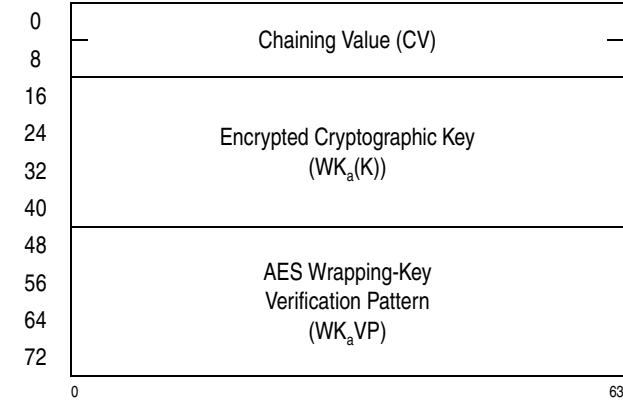 0
Chaining Value (CV)
8
16
24
Encrypted Cryptographic Key
32
(WKa(K))
40
48
56
AES Wrapping-Key
Verification Pattern
64
(WKaVP)
72
0 63